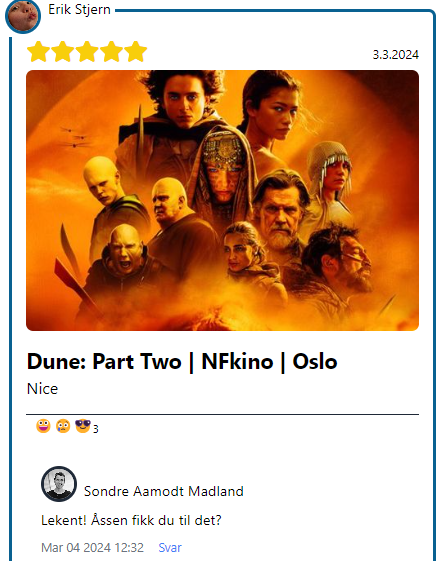 Erik Stjern
3.3.2024
Dune: Part Two | NFkino | Oslo
Nice
3
Sondre Aamodt Madland
Lekent! Åssen fikk du til det?
Mar 04 2024 12:32 Svar